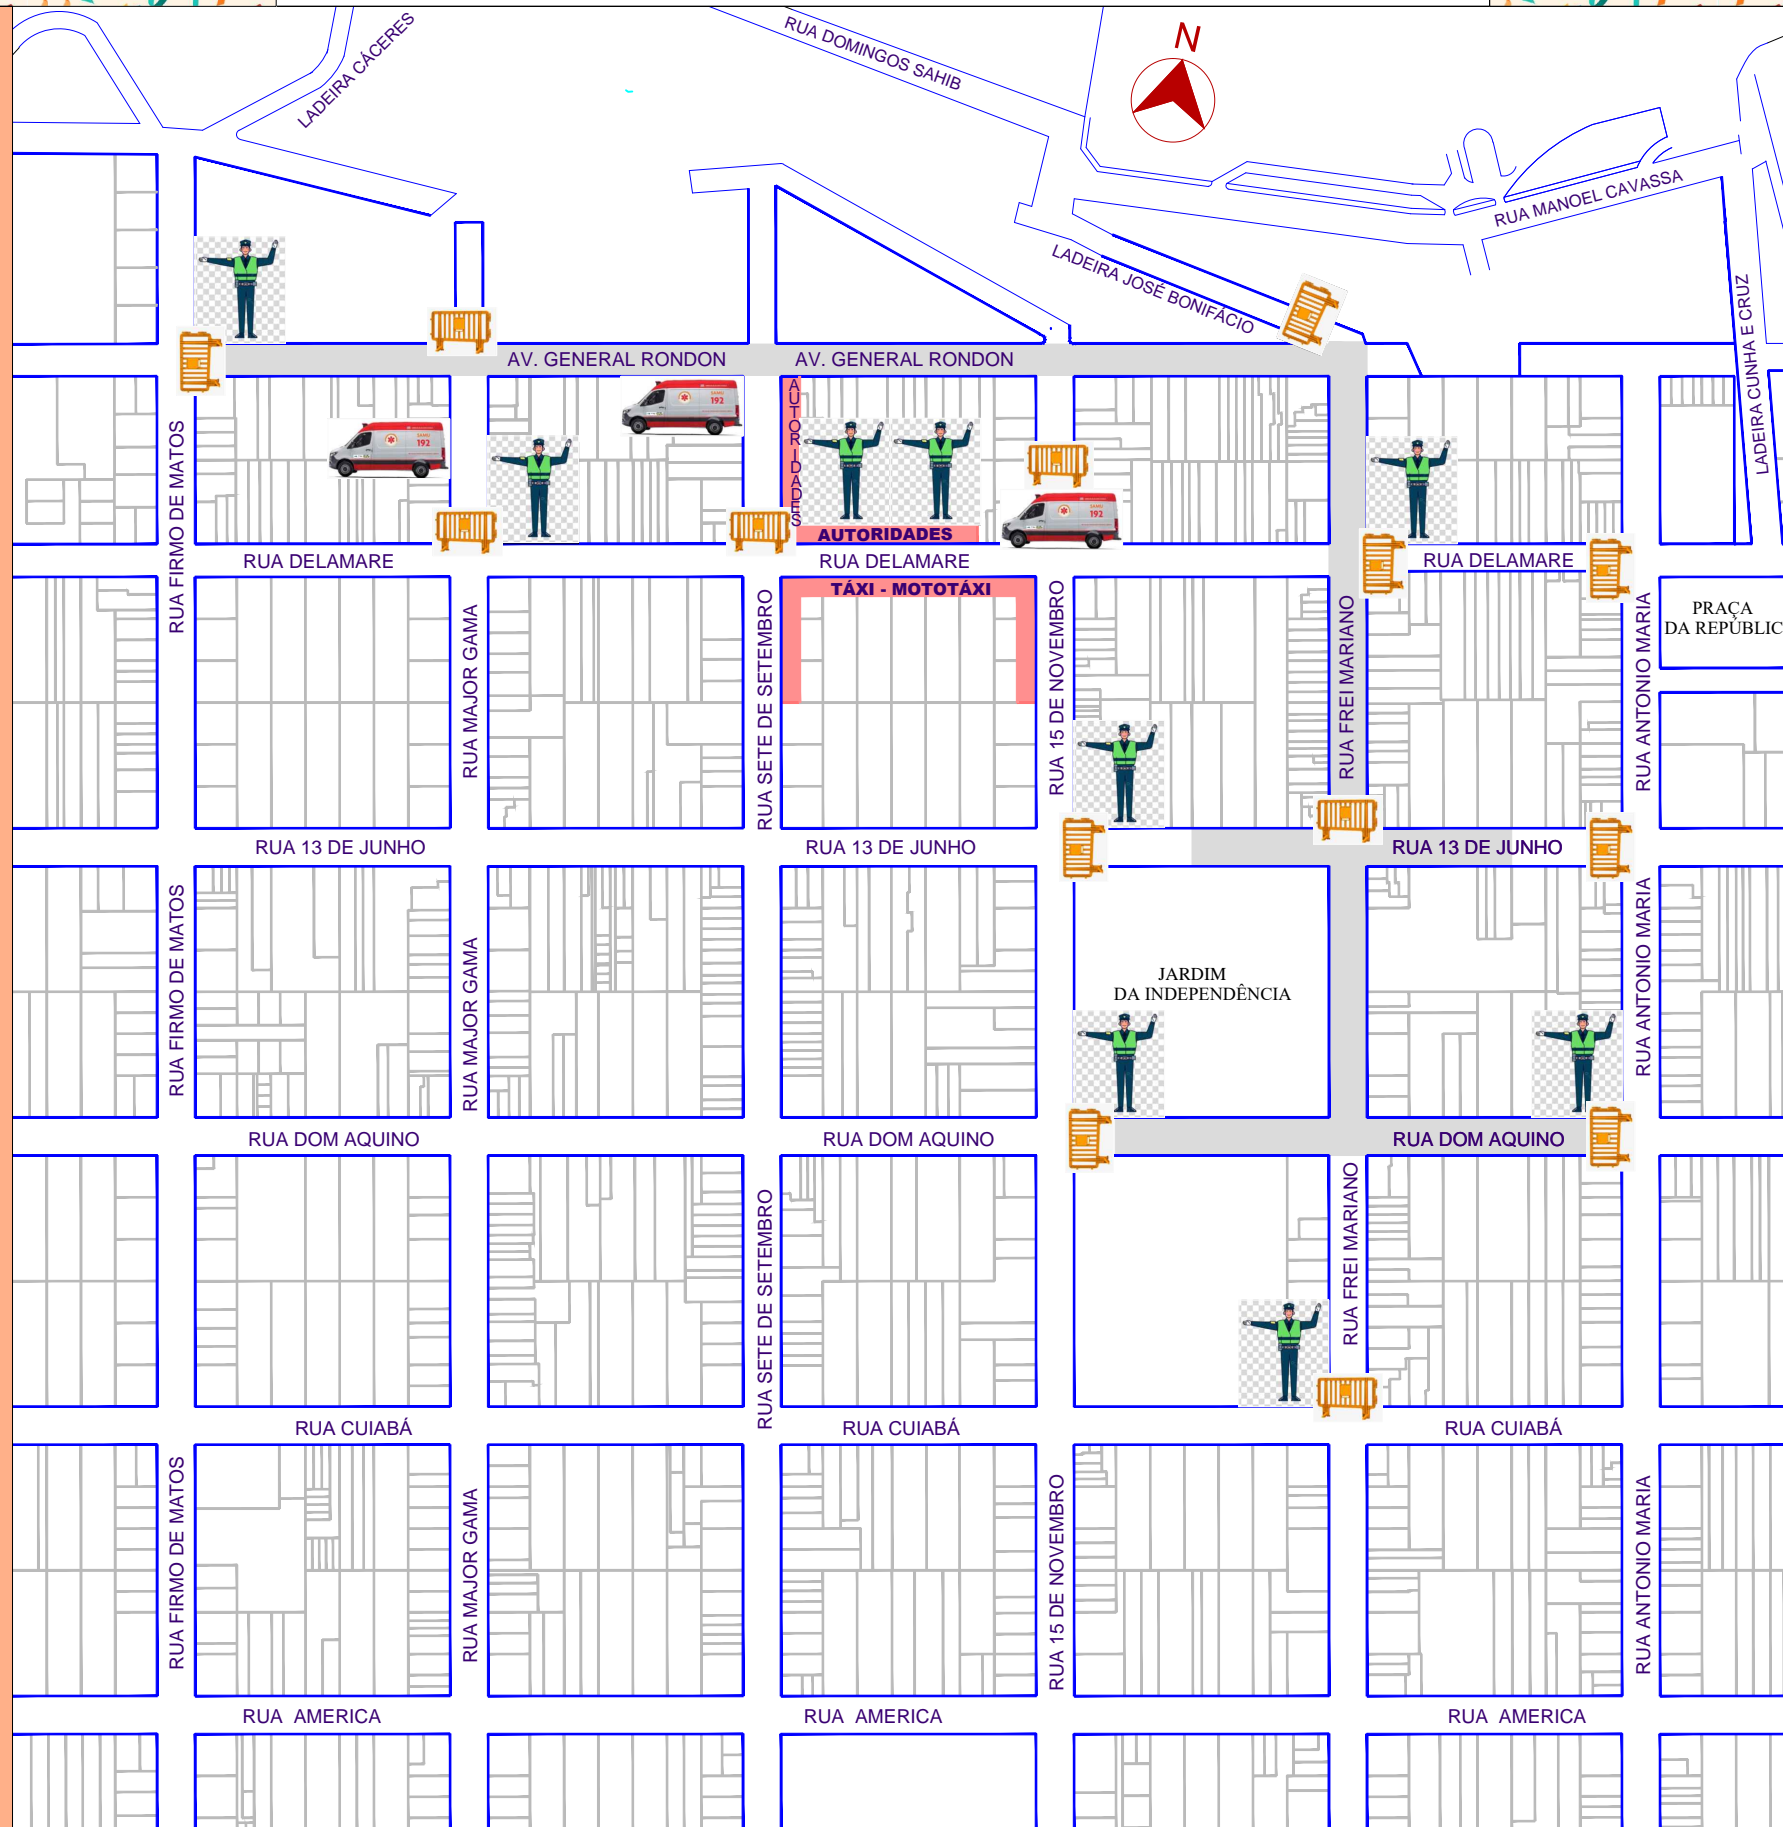 LADEIRA CÁCERES
RUA DOMINGOS SAHIB
N
RUA MANOEL CAVASSA
LADEIRA JOSÉ BONIFÁCIO
LADEIRA CUNHA E CRUZ
AV. GENERAL RONDON
AV. GENERAL RONDON
SAMU
192
SAMU
192
SAMU
192
AUTORIDADES
AUTORIDADES
RUA FIRMO DE MATOS
RUA DELAMARE
RUA DELAMARE
RUA DELAMARE
TÁXI - MOTOTÁXI
PRAÇA
DA REPÚBLIC
RUA MAJOR GAMA
RUA SETE DE SETEMBRO
RUA 15 DE NOVEMBRO
RUA FREI MARIANO
RUA ANTONIO MARIA
RUA 13 DE JUNHO
RUA 13 DE JUNHO
RUA 13 DE JUNHO
RUA FIRMO DE MATOS
RUA MAJOR GAMA
JARDIM
DA INDEPENDÊNCIA
RUA ANTONIO MARIA
RUA DOM AQUINO
RUA DOM AQUINO
RUA DOM AQUINO
RUA SETE DE SETEMBRO
RUA FREI MARIANO
RUA CUIABÁ
RUA CUIABÁ
RUA CUIABÁ
RUA FIRMO DE MATOS
RUA MAJOR GAMA
RUA 15 DE NOVEMBRO
RUA ANTONIO MARIA
RUA AMERICA
RUA AMERICA
RUA AMERICA